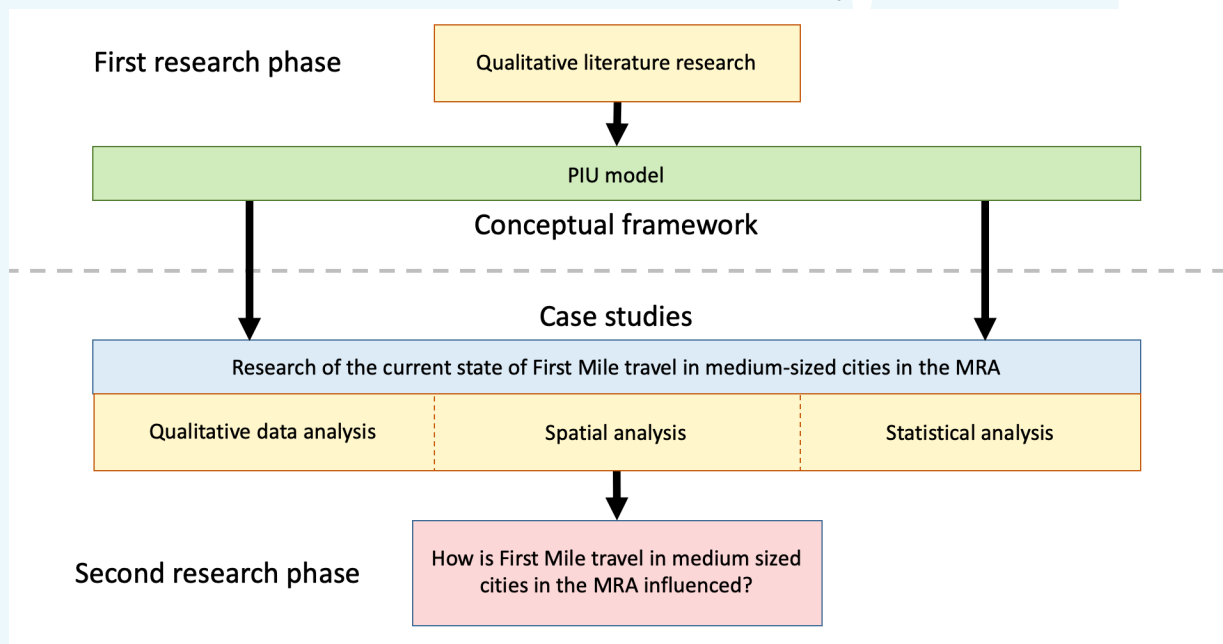 First research phase
Qualitative literature research
PIU model
Conceptual framework
Case studies
Research of the current state of First Mile travel in medium-sized cities in the MRA
Qualitative data analysis
Spatial analysis
Statistical analysis
Second research phase
How is First Mile travel in medium sized
cities in the MRA influenced?